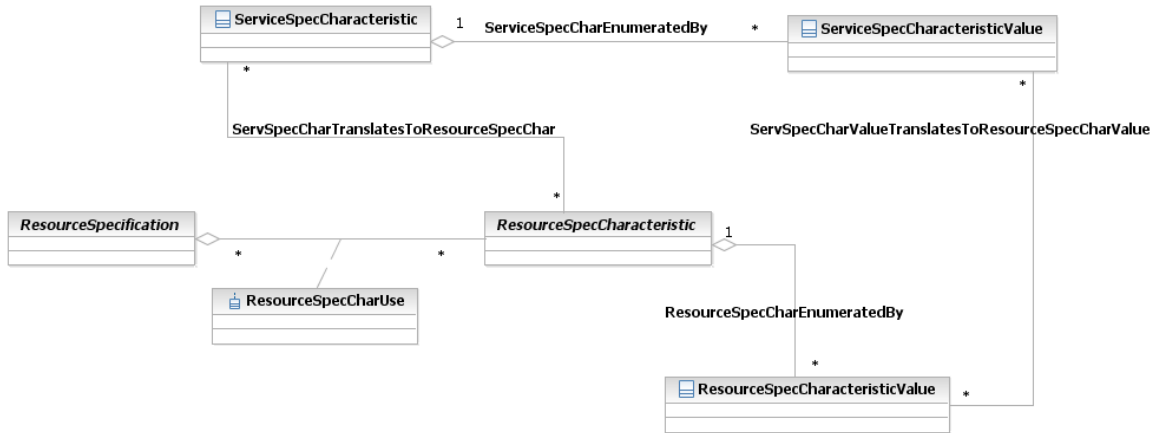 ServiceSpecCharacteristic
1
ServiceSpecCharEnumeratedBy
*
ServiceSpecCharacteristicValue
*
*
ServSpecCharTranslatesToResourceSpecChar
ServSpecCharValueTranslatesToResourceSpecCharValue
*
ResourceSpecification
ResourceSpecCharacteristic
*
*
1
ResourceSpecCharUse
ResourceSpecCharEnumeratedBy
*
ResourceSpecCharacteristicValue
*